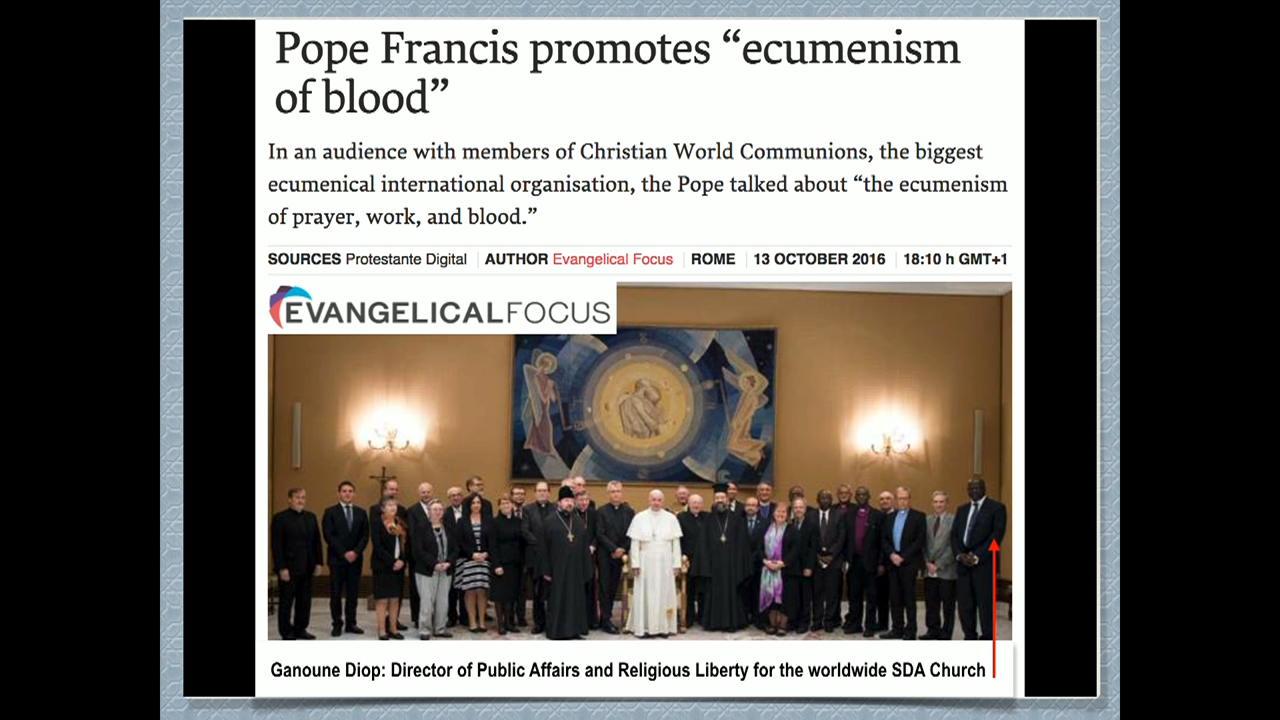 Pope Francis promotes “ecumenism
of blood”
In an audience with members of Christian World Communions, the biggest
ecumenical international organisation, the Pope talked about “the ecumenism
of prayer, work, and blood.”
SOURCES Protestante Digital AUTHOR Evangelical Focus ROME 13 OCTOBER 2016 18:10 h GMT+1
EVANGELICALFOCUS
Ganoune Diop: Director of Public Affairs and Religious Liberty for the worldwide SDA Church